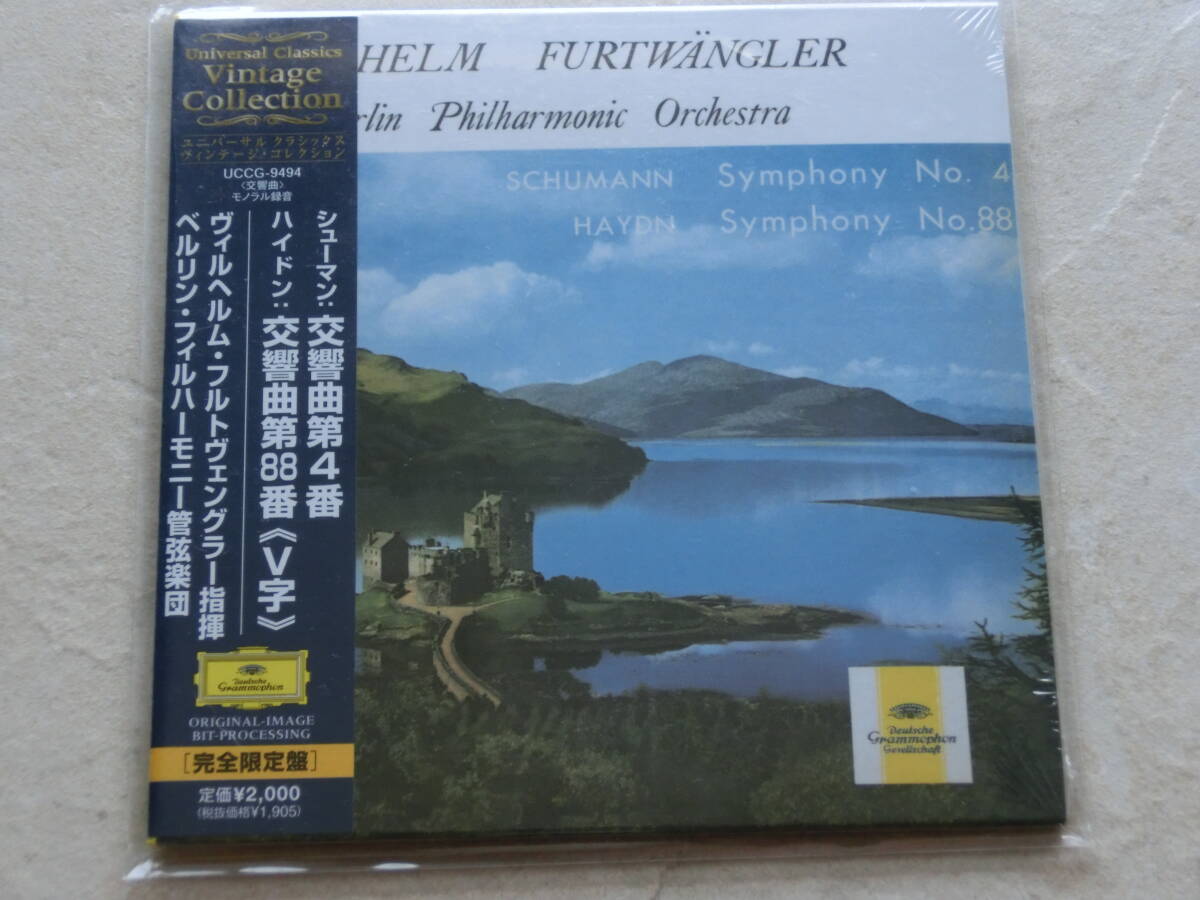 Universal Classics
Vintage
Collection
ユニバーサル クラシックス
ヴィンテージ・コレクション
UCCG-9494
〈交響曲〉
モノラル録音
シューマン:交響曲第4番
ハイドン:交響曲第88番《V字》
ヴィルヘルム・フルトヴェングラー指揮
ベルリン・フィルハーモニー管弦楽団
Deutsche
Grammophon
ORIGINAL-IMAGE
BIT-PROCESSING
[完全限定盤]
定価¥2,000
(税抜価格¥1,905)
HELM FURTWÄNGLER
rlin Philharmonic Orchestra
SCHUMANN Symphony No. 4
HAYDN Symphony No.88
Deutsche
Grammophon
Gesellschaft